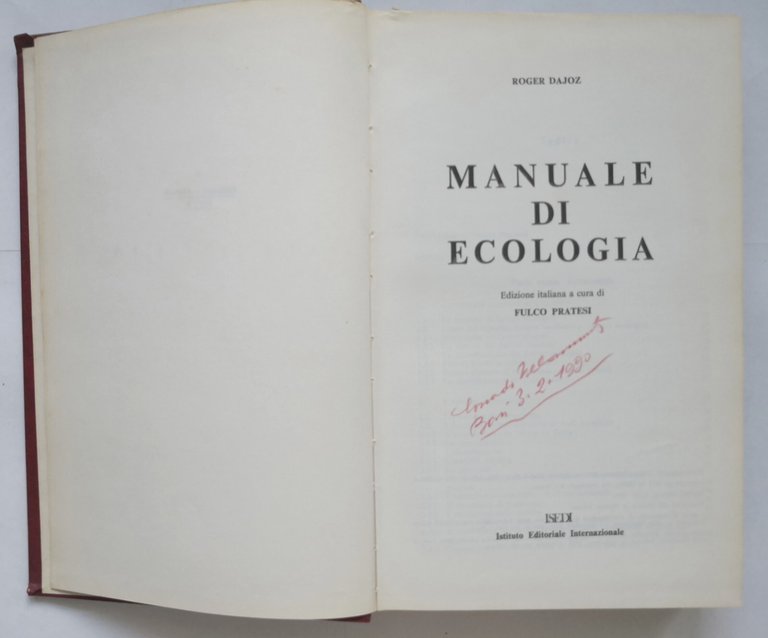 ROGER DAJOZ
MANUALE
DI
ECOLOGIA
Edizione italiana a cura di
FULCO PRATESI
Bari 3.2.1990
ISEDI
Istituto Editoriale Internazionale